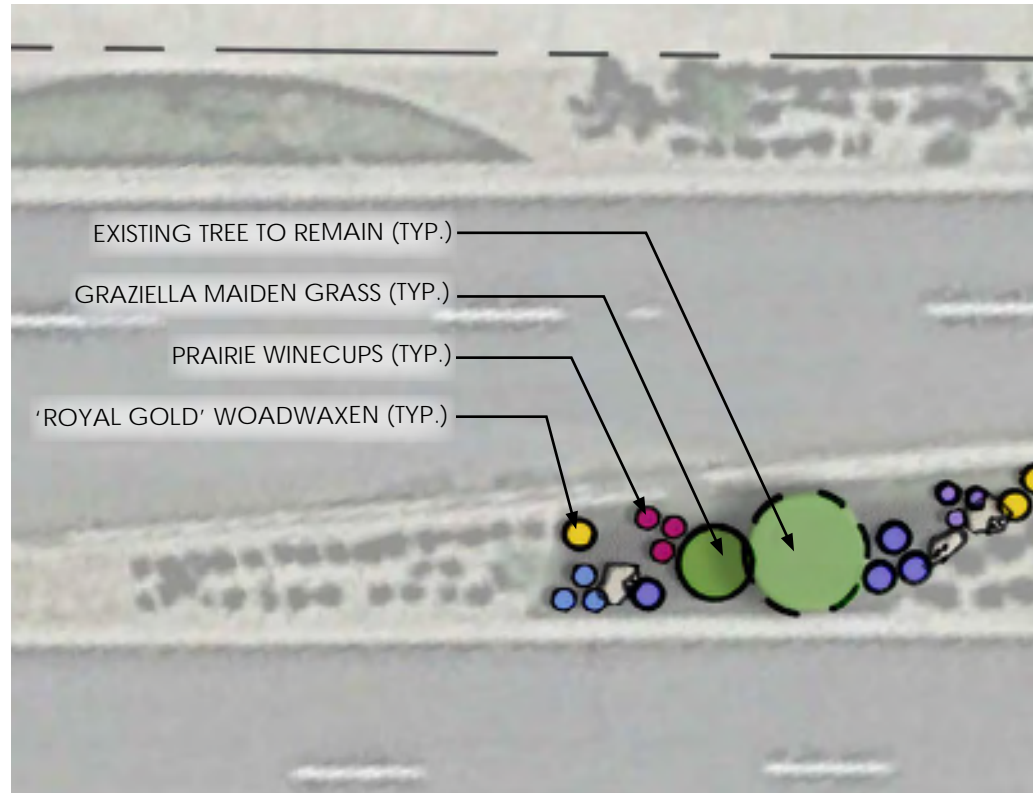 EXISTING TREE TO REMAIN (TYP.)
GRAZIELLA MAIDEN GRASS (TYP.)
PRAIRIE WINECUPS (TYP.)
‘ROYAL GOLD’ WOADWAXEN (TYP.)